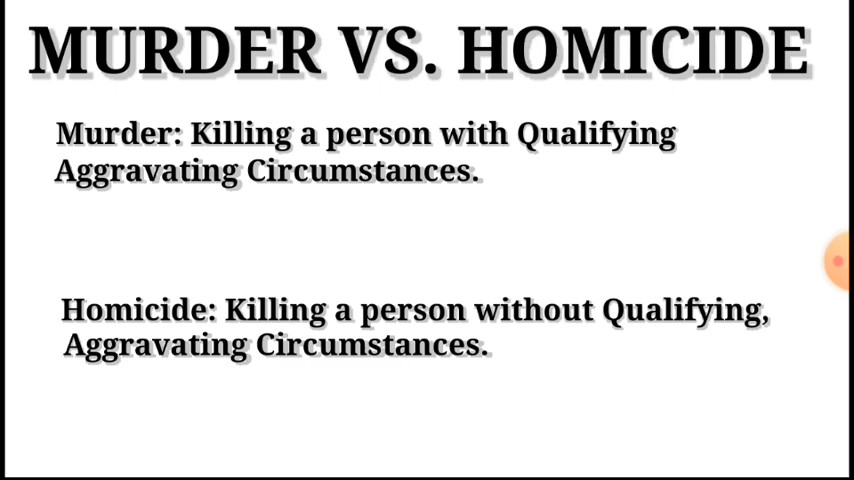 MURDER VS. HOMICIDE
Murder: Killing a person with Qualifying
Aggravating Circumstances.
Homicide: Killing a person without Qualifying,
Aggravating Circumstances.